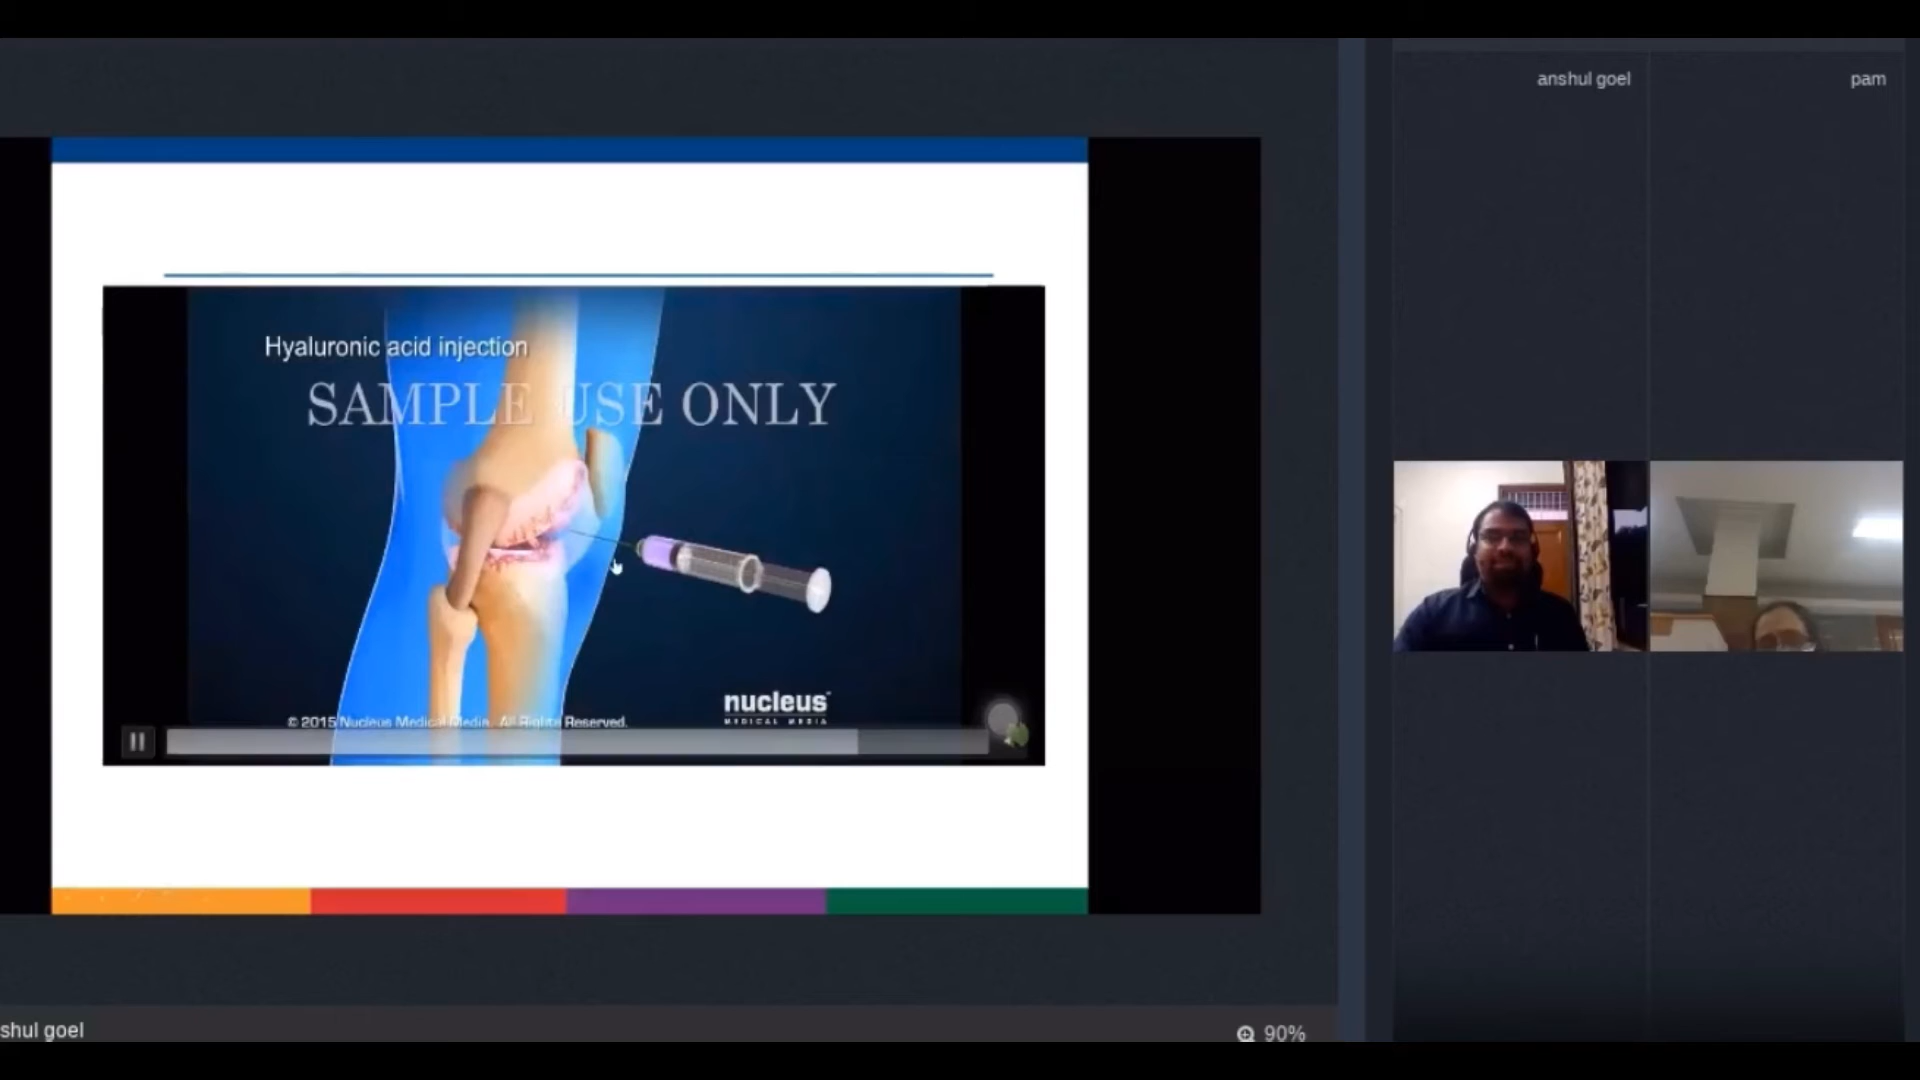 anshul goel
pam
Hyaluronic acid injection
SAMPLE USE ONLY
nucleus
MEDICAL MEDIA
© 2015 Nucleus Medical Media. All Rights Reserved.
shul goel
90%